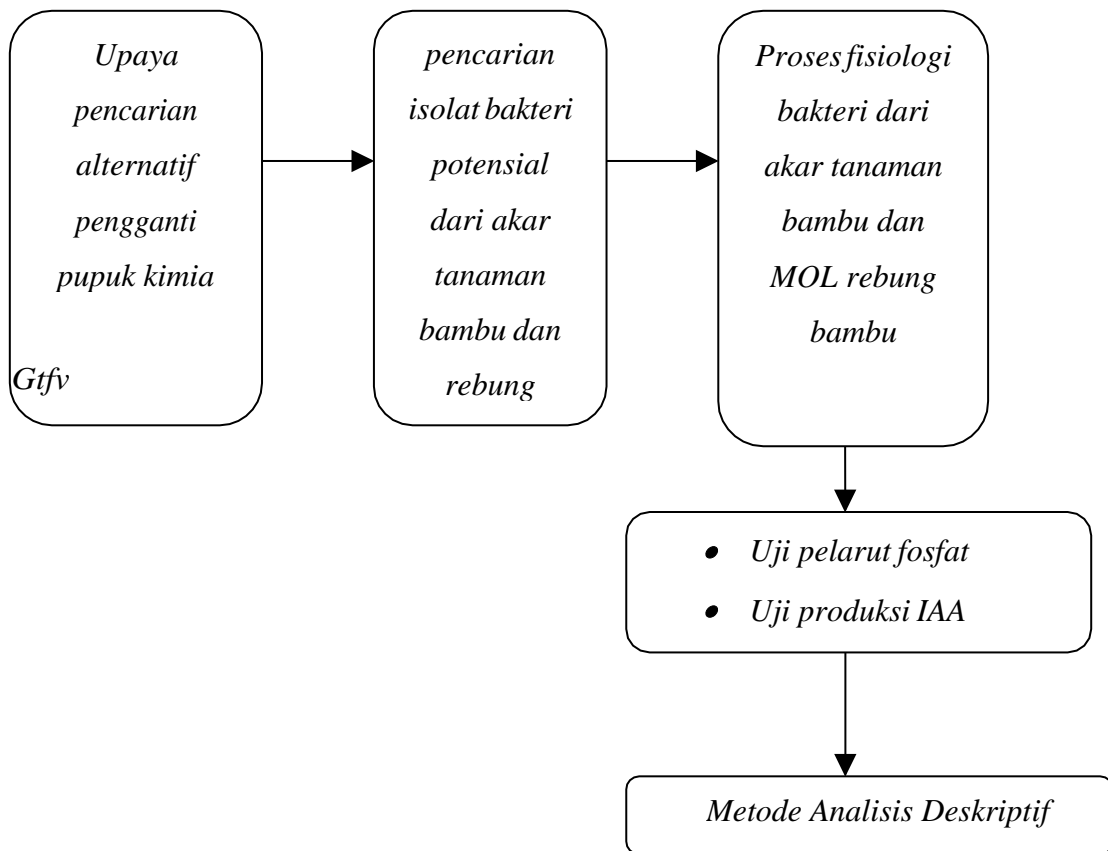 Upaya
pencarian
alternatif
pengganti
pupuk kimia
Gtfv
pencarian
isolat bakteri
potensial
dari akar
tanaman
bambu dan
rebung
Proses fisiologi
bakteri dari
akar tanaman
bambu dan
MOL rebung
bambu
• Uji pelarut fosfat
• Uji produksi IAA
Metode Analisis Deskriptif